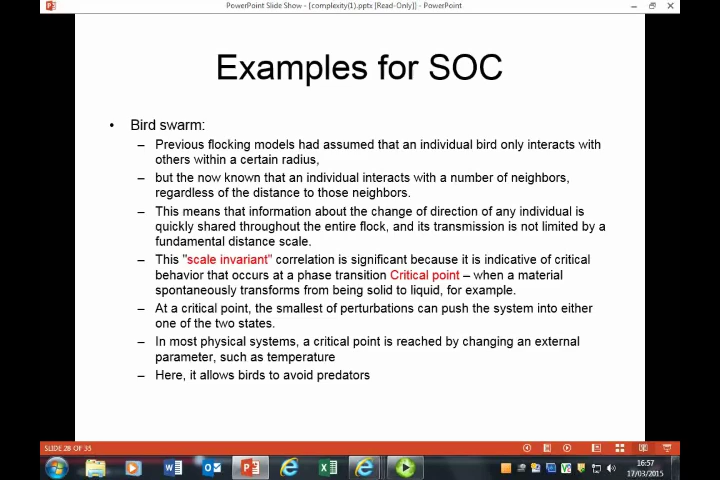 PowerPoint Slide Show - [complexity(1).pptx [Read-Only]] - PowerPoint
Examples for SOC
• Bird swarm:
– Previous flocking models had assumed that an individual bird only interacts with
others within a certain radius,
– but the now known that an individual interacts with a number of neighbors,
regardless of the distance to those neighbors.
– This means that information about the change of direction of any individual is
quickly shared throughout the entire flock, and its transmission is not limited by a
fundamental distance scale.
– This "scale invariant" correlation is significant because it is indicative of critical
behavior that occurs at a phase transition Critical point – when a material
spontaneously transforms from being solid to liquid, for example.
– At a critical point, the smallest of perturbations can push the system into either
one of the two states.
– In most physical systems, a critical point is reached by changing an external
parameter, such as temperature
– Here, it allows birds to avoid predators
SLIDE 28 OF 35
16:57
17/03/2015